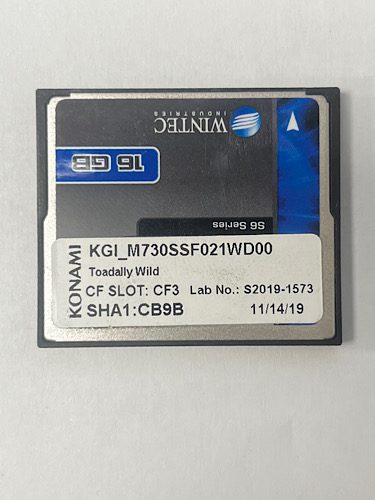 WINTEC
INDUSTRIES
16 GB
S6 Series
KONAMI
KGI_M730SSF021WD00
Toadally Wild
CF SLOT: CF3 Lab No.: S2019-1573
SHA1:CB9B 11/14/19